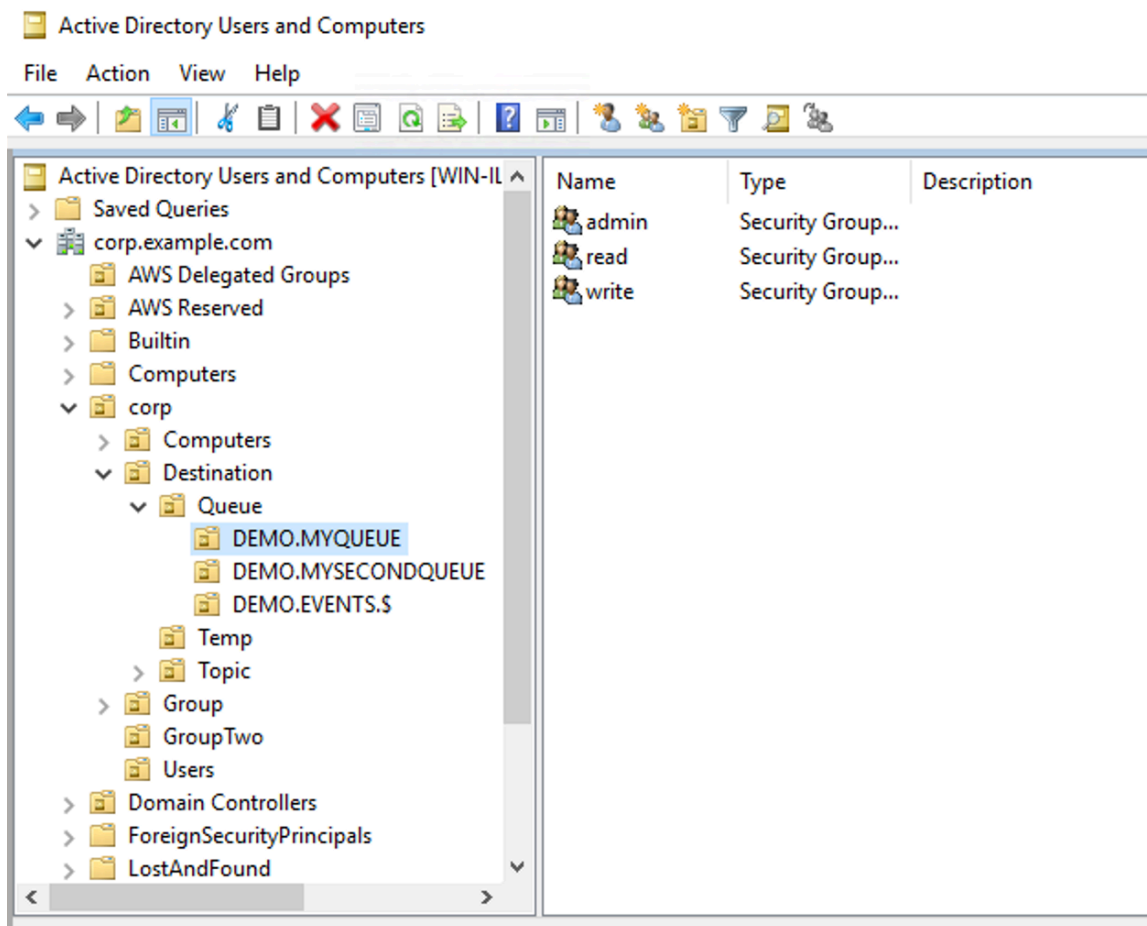 Active Directory Users and Computers
File Action View Help
Active Directory Users and Computers [WIN-IL
Saved Queries
corp.example.com
AWS Delegated Groups
AWS Reserved
Builtin
Computers
corp
Computers
Destination
Queue
DEMO.MYQUEUE
DEMO.MYSECONDQUEUE
DEMO.EVENTS.$
Temp
Topic
Group
GroupTwo
Users
Domain Controllers
ForeignSecurityPrincipals
LostAndFound
Name Type Description
admin Security Group...
read Security Group...
write Security Group...